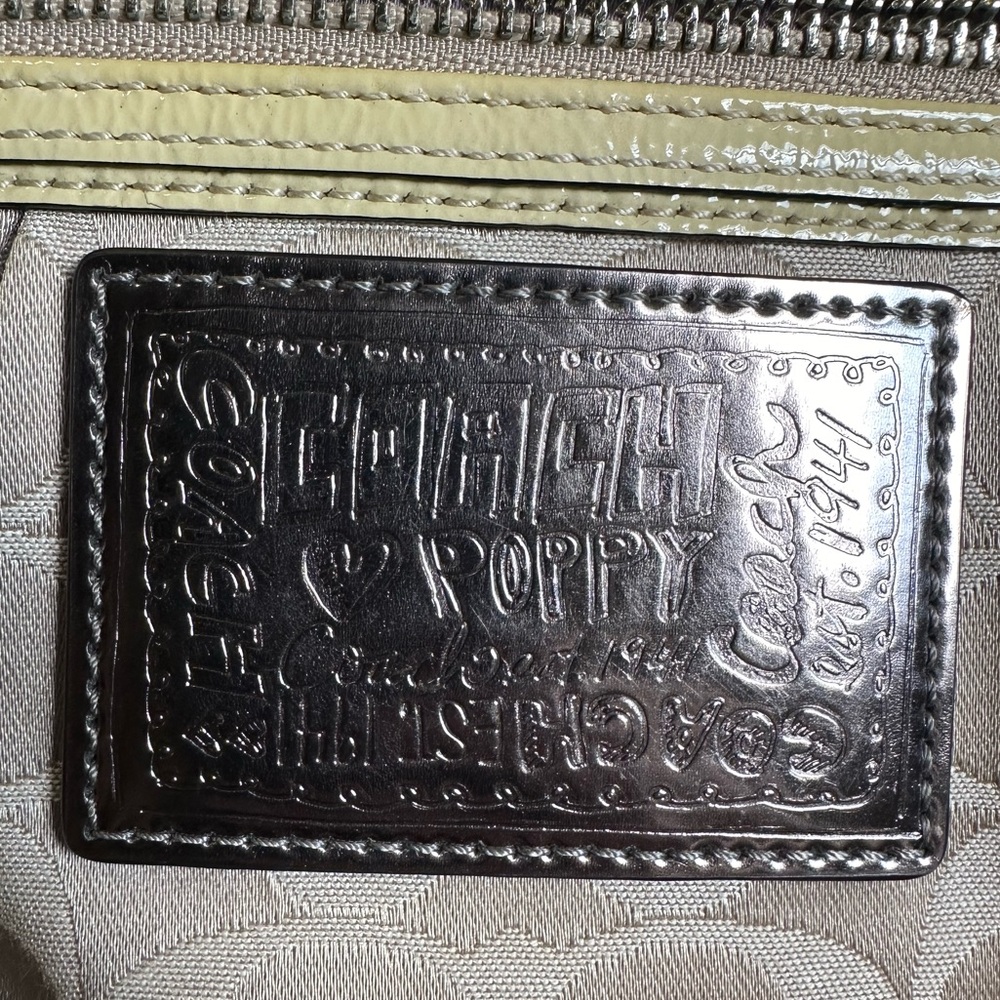 COACH
COACH
♡ POPPY
Coach est. 1941
COACH EST. 1941
Coach
est. 1941